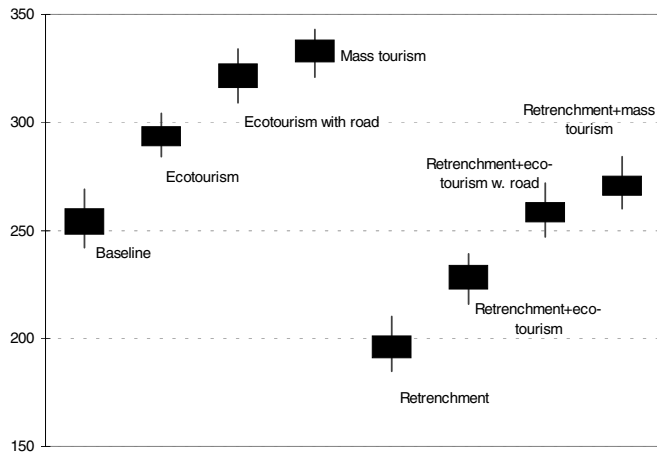 350
Mass tourism
Ecotourism with road
300
Retrenchment+mass
tourism
Ecotourism
Retrenchment+eco-
tourism w. road
250
Baseline
Retrenchment+eco-
tourism
200
Retrenchment
150